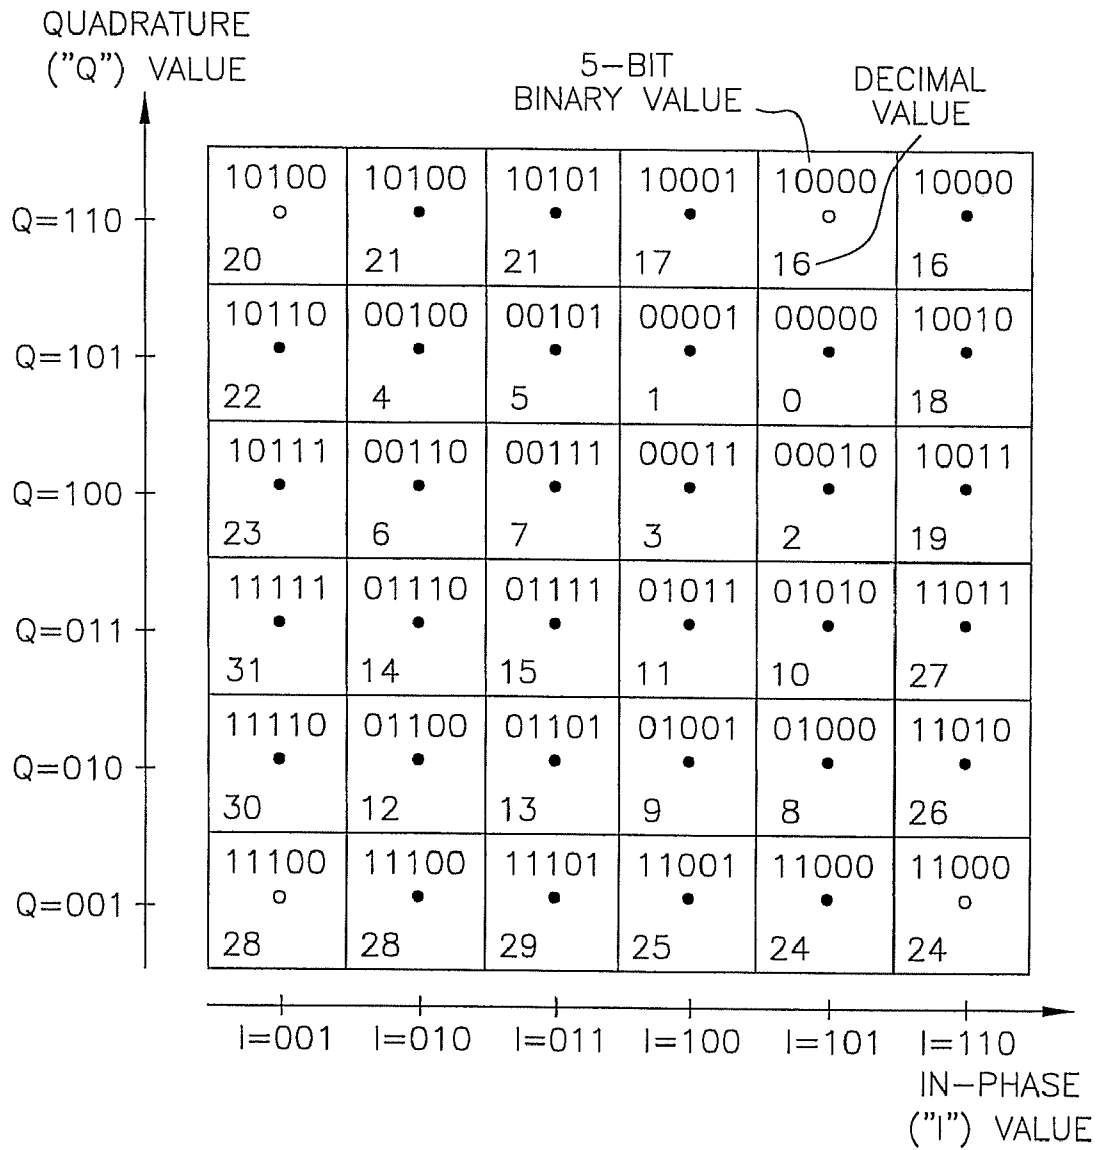 QUADRATURE
("Q") VALUE
5-BIT
BINARY VALUE
DECIMAL
VALUE
Q=110
10100 10100 10101 10001 10000 10000
20 21 21 17 16 16
Q=101
10110 00100 00101 00001 00000 10010
22 4 5 1 0 18
Q=100
10111 00110 00111 00011 00010 10011
23 6 7 3 2 19
Q=011
11111 01110 01111 01011 01010 11011
31 14 15 11 10 27
Q=010
11110 01100 01101 01001 01000 11010
30 12 13 9 8 26
Q=001
11100 11100 11101 11001 11000 11000
28 28 29 25 24 24
I=001 I=010 I=011 I=100 I=101 I=110
IN-PHASE
("I") VALUE